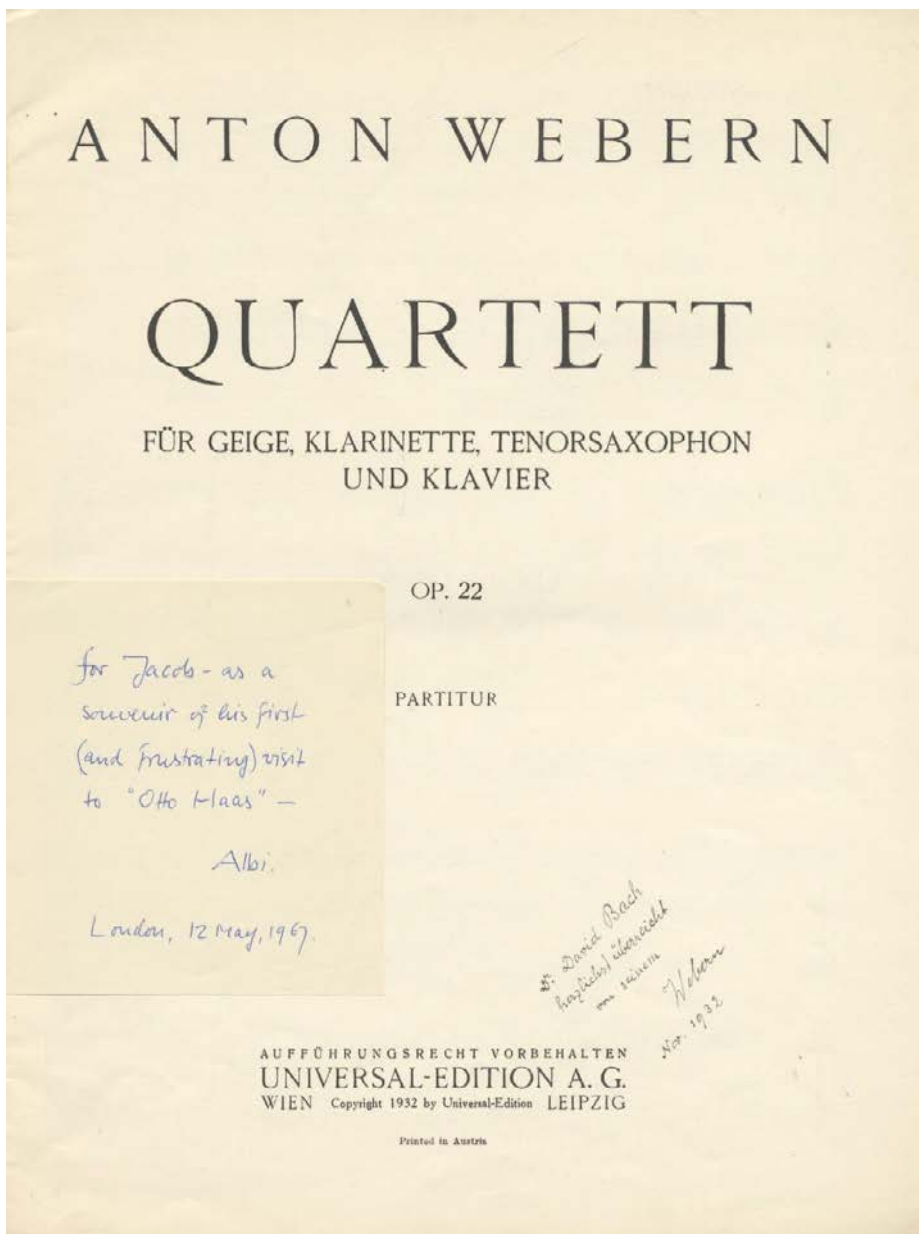 ANTON WEBERN
QUARTETT
FÜR GEIGE, KLARINETTE, TENORSAXOPHON
UND KLAVIER
OP. 22
PARTITUR
for Jacob - as a
souvenir of his first
(and frustrating) visit
to "Otto Haas" —
Albi.
London, 12 May, 1967.
Dr. David Bach
herzlichst überreicht
von seinem
Webern
Nov. 1932
AUFFÜHRUNGSRECHT VORBEHALTEN
UNIVERSAL-EDITION A. G.
WIEN Copyright 1932 by Universal-Edition LEIPZIG
Printed in Austria